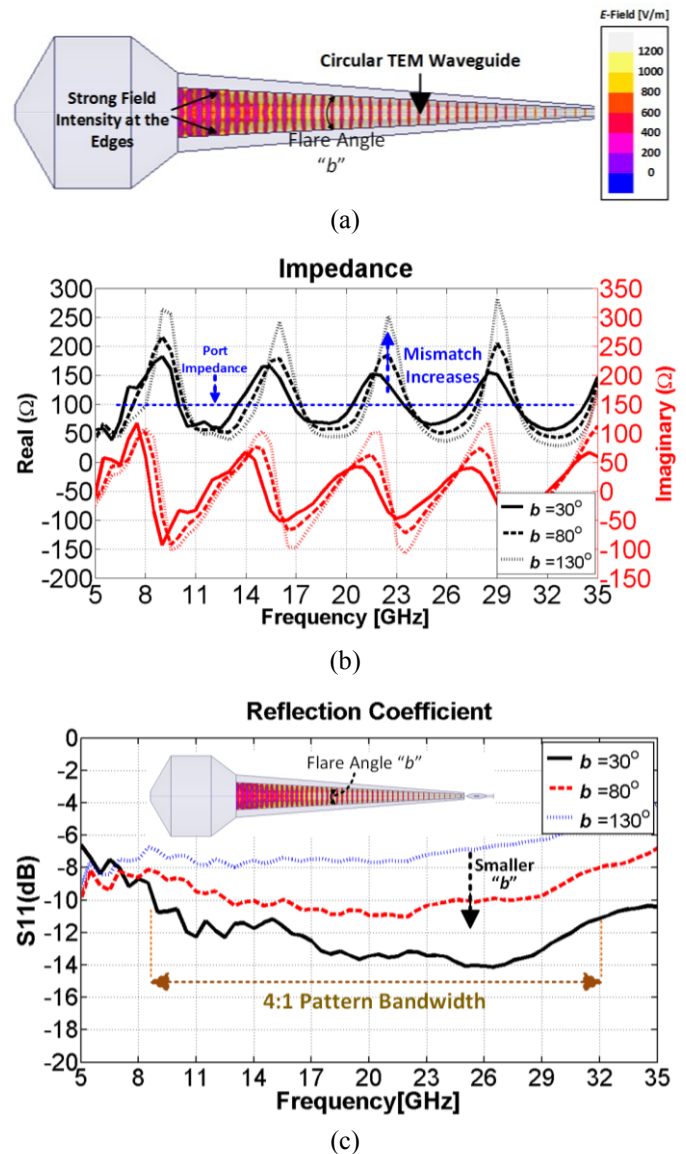 E-Field [V/m]
1200
1000
800
600
400
200
0
Circular TEM Waveguide
Strong Field
Intensity at the
Edges
Flare Angle
"b"
(a)
Impedance
300
250
200
150
100
50
0
-50
-100
-150
-200
Real (Ω)
350
300
250
200
150
100
50
0
-50
-100
-150
Imaginary (Ω)
Port
Impedance
Mismatch
Increases
b =30°
b =80°
b =130°
5 8 11 14 17 20 23 26 29 32 35
Frequency [GHz]
(b)
Reflection Coefficient
0
-2
-4
-6
-8
-10
-12
-14
-16
-18
-20
S11(dB)
Flare Angle "b"
b =30°
b =80°
b =130°
Smaller
"b"
4:1 Pattern Bandwidth
5 8 11 14 17 20 23 26 29 32 35
Frequency[GHz]
(c)